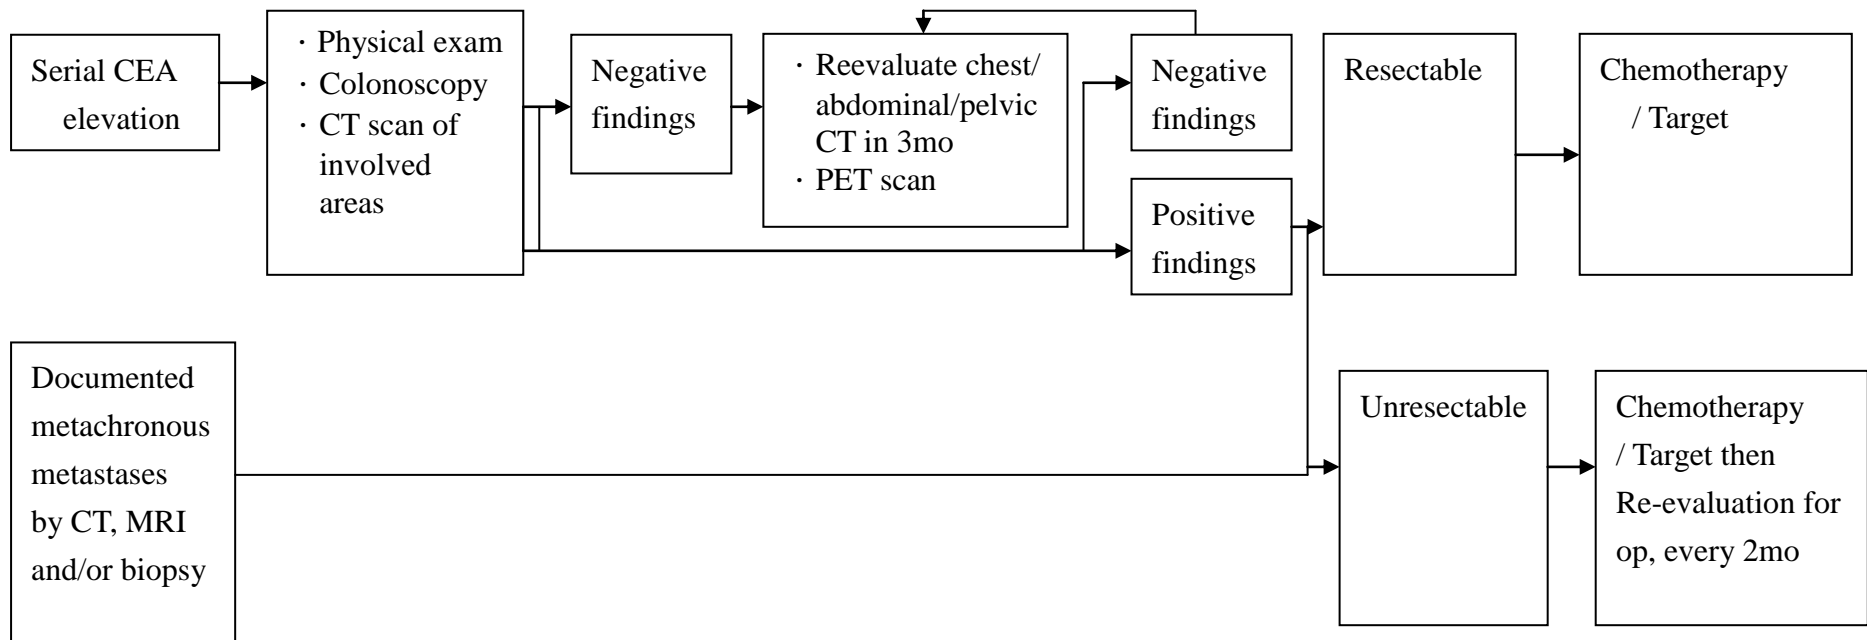 Serial CEA
elevation
· Physical exam
· Colonoscopy
· CT scan of
involved
areas
Negative
findings
· Reevaluate chest/
abdominal/pelvic
CT in 3mo
· PET scan
Negative
findings
Positive
findings
Resectable
Chemotherapy
/ Target
Documented
metachronous
metastases
by CT, MRI
and/or biopsy
Unresectable
Chemotherapy
/ Target then
Re-evaluation for
op, every 2mo